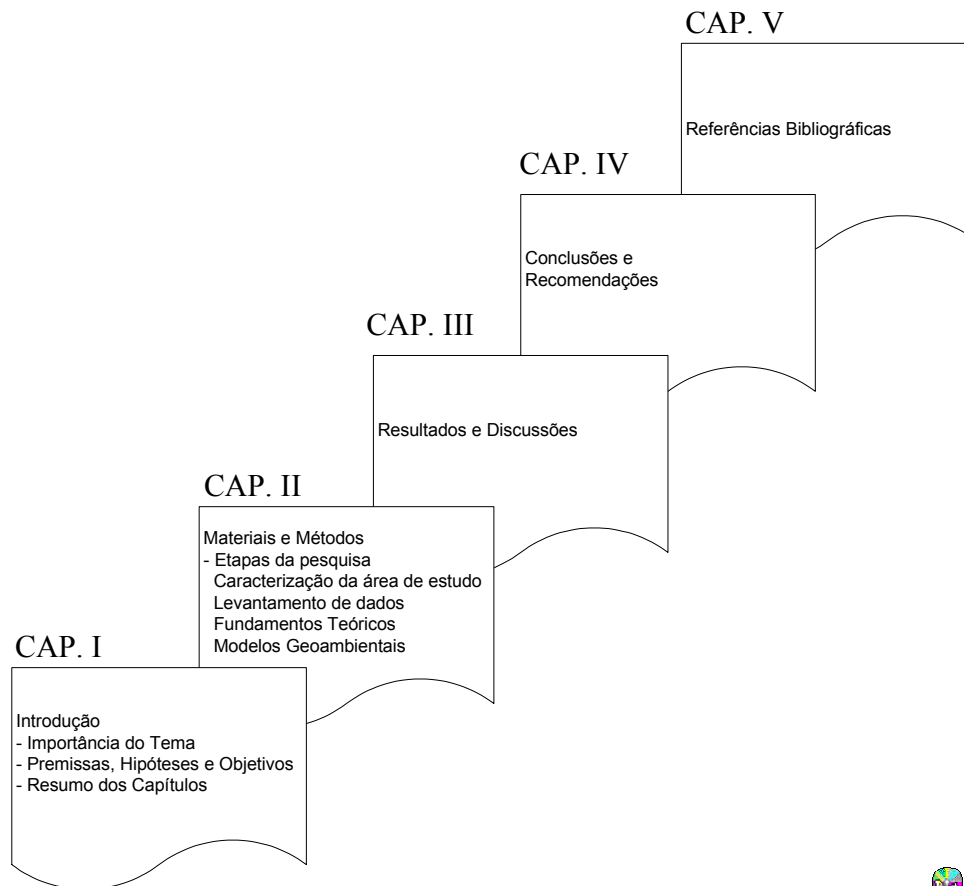 CAP. V
Referências Bibliográficas
CAP. IV
Conclusões e
Recomendações
CAP. III
Resultados e Discussões
CAP. II
Materiais e Métodos
- Etapas da pesquisa
Caracterização da área de estudo
Levantamento de dados
Fundamentos Teóricos
Modelos Geoambientais
CAP. I
Introdução
- Importância do Tema
- Premissas, Hipóteses e Objetivos
- Resumo dos Capítulos